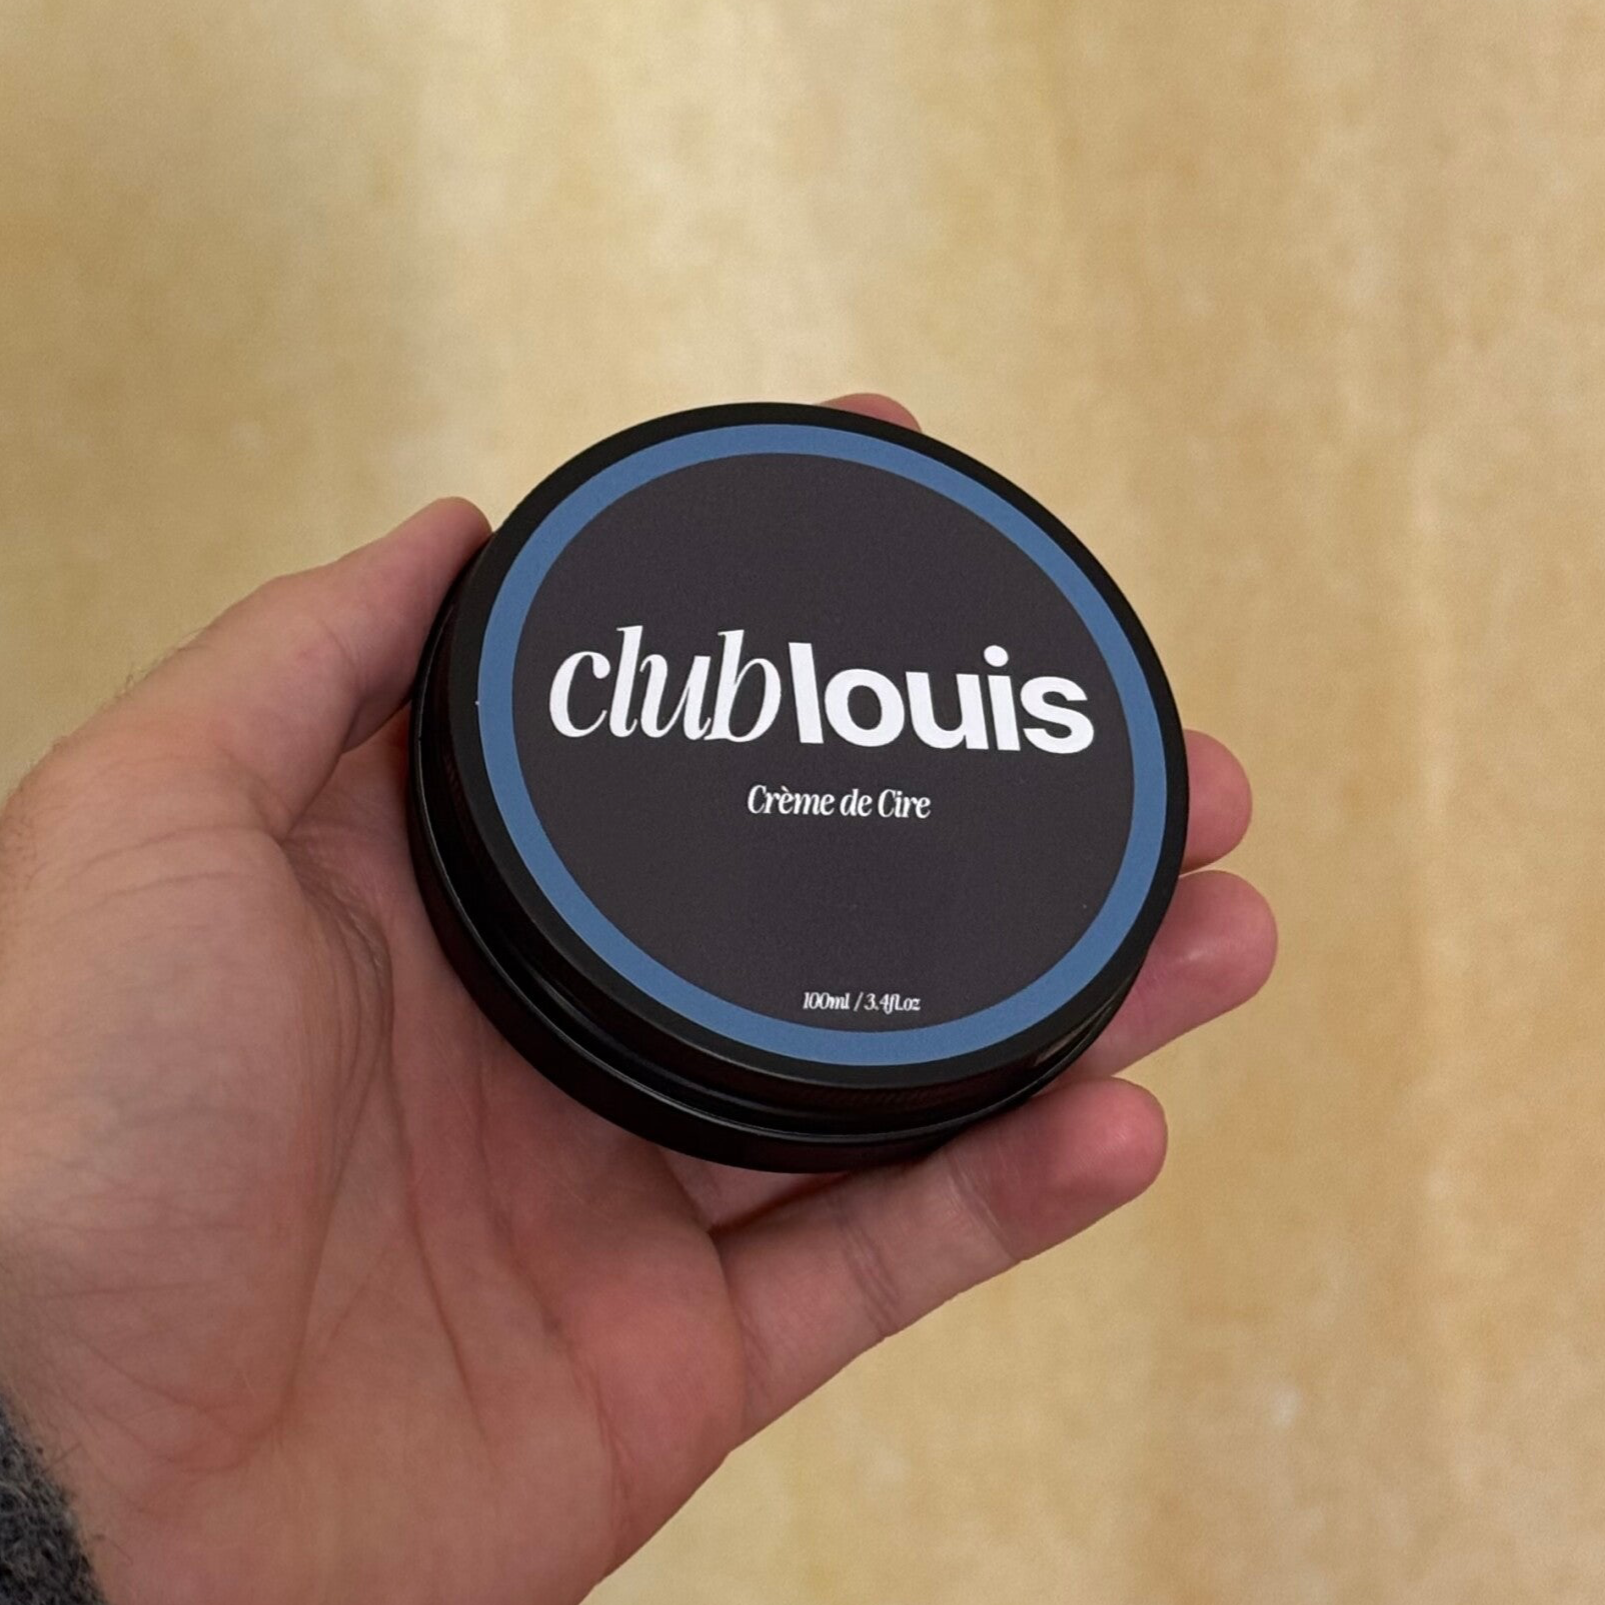 clublouis
Crème de Cire
100ml / 3.4fl.oz